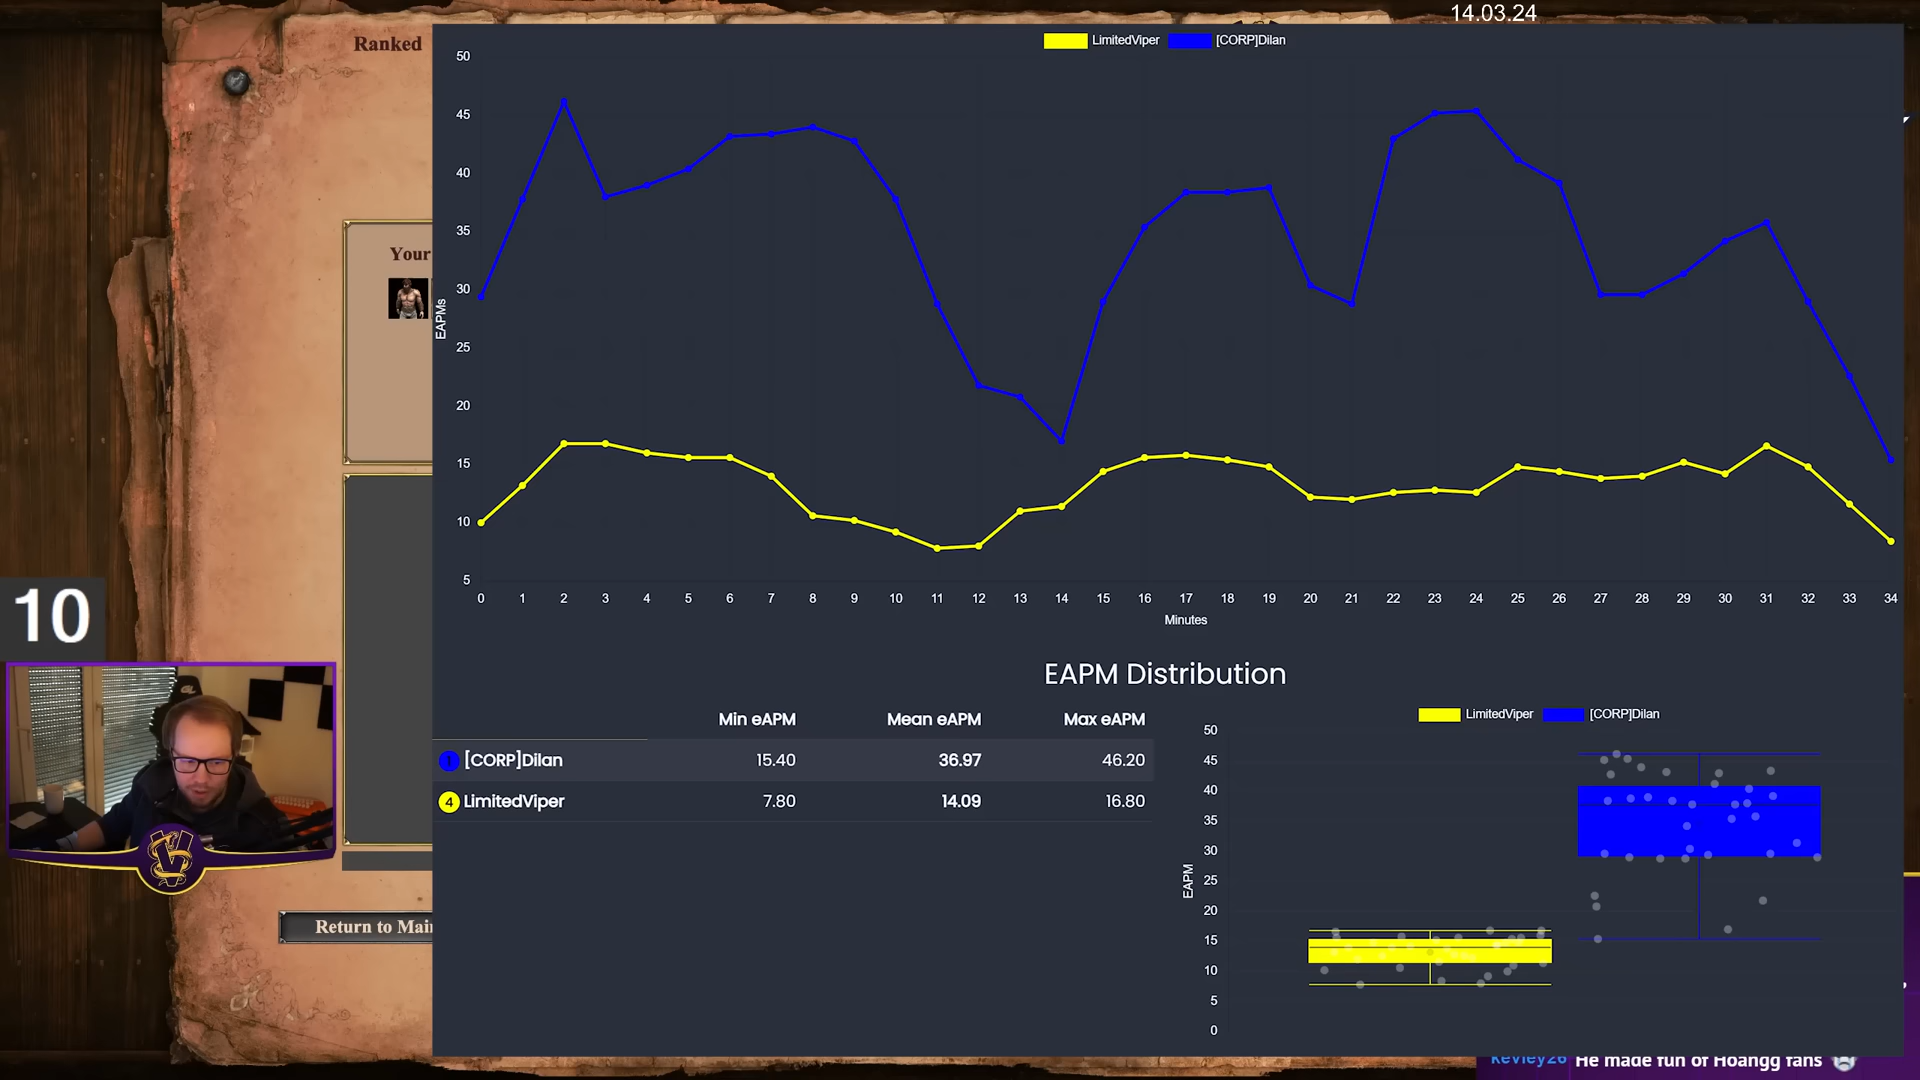 14.03.24
Ranked
LimitedViper [CORP]Dilan
50
45
40
35
30
25
20
15
10
5
EAPMs
0 1 2 3 4 5 6 7 8 9 10 11 12 13 14 15 16 17 18 19 20 21 22 23 24 25 26 27 28 29 30 31 32 33 34
Minutes
Your
10
EAPM Distribution
Min eAPM Mean eAPM Max eAPM
1 [CORP]Dilan 15.40 36.97 46.20
4 LimitedViper 7.80 14.09 16.80
LimitedViper [CORP]Dilan
50
45
40
35
30
25
20
15
10
5
0
EAPM
Return to Mai
Kevley26 He made fun of Hoangg fans